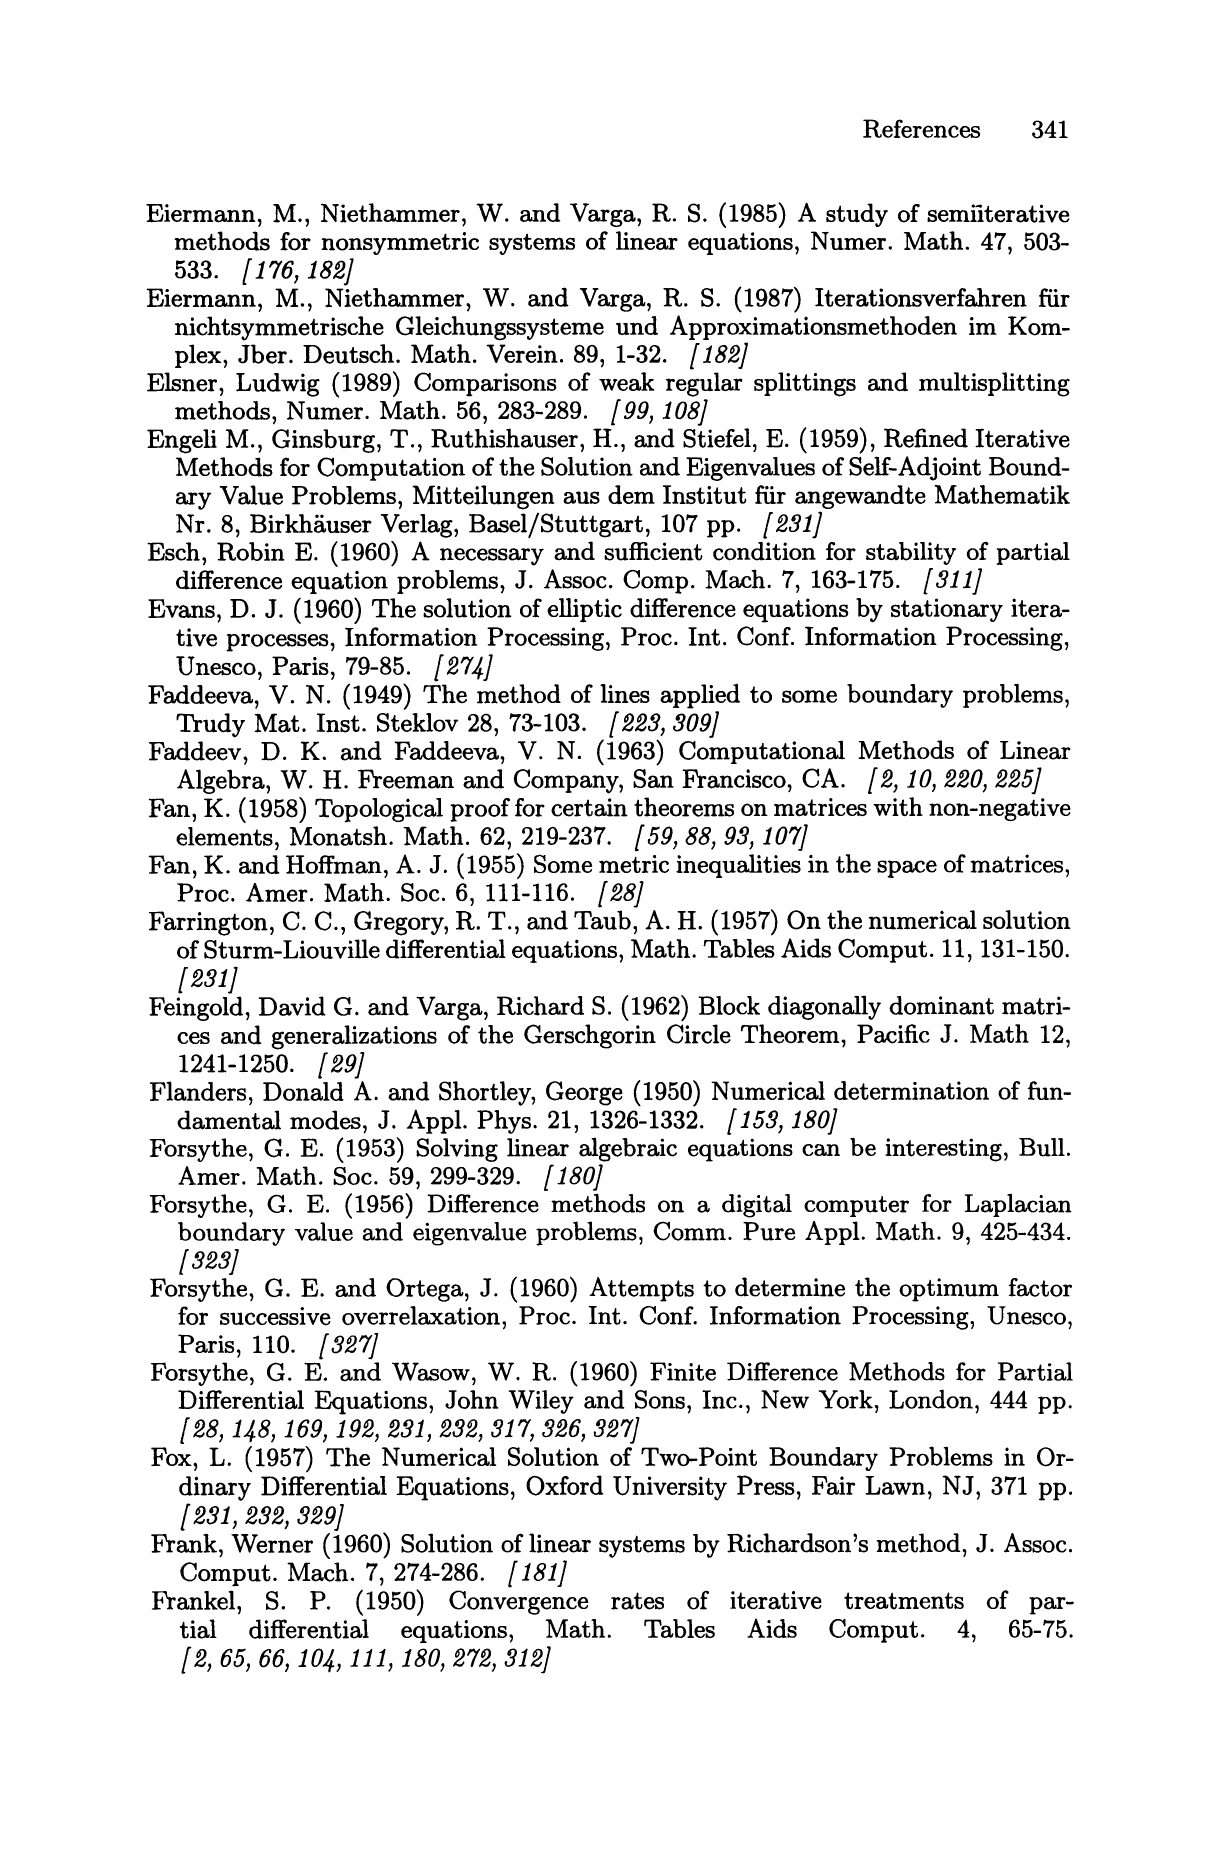 References 341
Eiermann, M., Niethammer, W. and Varga, R. S. (1985) A study of semiïterative
methods for nonsymmetric systems of linear equations, Numer. Math. 47, 503-
533. [176, 182]
Eiermann, M., Niethammer, W. and Varga, R. S. (1987) Iterationsverfahren für
nichtsymmetrische Gleichungssysteme und Approximationsmethoden im Kom-
plex, Jber. Deutsch. Math. Verein. 89, 1-32. [182]
Elsner, Ludwig (1989) Comparisons of weak regular splittings and multisplitting
methods, Numer. Math. 56, 283-289. [99, 108]
Engeli M., Ginsburg, T., Ruthishauser, H., and Stiefel, E. (1959), Refined Iterative
Methods for Computation of the Solution and Eigenvalues of Self-Adjoint Bound-
ary Value Problems, Mitteilungen aus dem Institut für angewandte Mathematik
Nr. 8, Birkhäuser Verlag, Basel/Stuttgart, 107 pp. [231]
Esch, Robin E. (1960) A necessary and sufficient condition for stability of partial
difference equation problems, J. Assoc. Comp. Mach. 7, 163-175. [311]
Evans, D. J. (1960) The solution of elliptic difference equations by stationary itera-
tive processes, Information Processing, Proc. Int. Conf. Information Processing,
Unesco, Paris, 79-85. [274]
Faddeeva, V. N. (1949) The method of lines applied to some boundary problems,
Trudy Mat. Inst. Steklov 28, 73-103. [223, 309]
Faddeev, D. K. and Faddeeva, V. N. (1963) Computational Methods of Linear
Algebra, W. H. Freeman and Company, San Francisco, CA. [2, 10, 220, 225]
Fan, K. (1958) Topological proof for certain theorems on matrices with non-negative
elements, Monatsh. Math. 62, 219-237. [59, 88, 93, 107]
Fan, K. and Hoffman, A. J. (1955) Some metric inequalities in the space of matrices,
Proc. Amer. Math. Soc. 6, 111-116. [28]
Farrington, C. C., Gregory, R. T., and Taub, A. H. (1957) On the numerical solution
of Sturm-Liouville differential equations, Math. Tables Aids Comput. 11, 131-150.
[231]
Feingold, David G. and Varga, Richard S. (1962) Block diagonally dominant matri-
ces and generalizations of the Gerschgorin Circle Theorem, Pacific J. Math 12,
1241-1250. [29]
Flanders, Donald A. and Shortley, George (1950) Numerical determination of fun-
damental modes, J. Appl. Phys. 21, 1326-1332. [153, 180]
Forsythe, G. E. (1953) Solving linear algebraic equations can be interesting, Bull.
Amer. Math. Soc. 59, 299-329. [180]
Forsythe, G. E. (1956) Difference methods on a digital computer for Laplacian
boundary value and eigenvalue problems, Comm. Pure Appl. Math. 9, 425-434.
[323]
Forsythe, G. E. and Ortega, J. (1960) Attempts to determine the optimum factor
for successive overrelaxation, Proc. Int. Conf. Information Processing, Unesco,
Paris, 110. [327]
Forsythe, G. E. and Wasow, W. R. (1960) Finite Difference Methods for Partial
Differential Equations, John Wiley and Sons, Inc., New York, London, 444 pp.
[28, 148, 169, 192, 231, 232, 317, 326, 327]
Fox, L. (1957) The Numerical Solution of Two-Point Boundary Problems in Or-
dinary Differential Equations, Oxford University Press, Fair Lawn, NJ, 371 pp.
[231, 232, 329]
Frank, Werner (1960) Solution of linear systems by Richardson's method, J. Assoc.
Comput. Mach. 7, 274-286. [181]
Frankel, S. P. (1950) Convergence rates of iterative treatments of par-
tial differential equations, Math. Tables Aids Comput. 4, 65-75.
[2, 65, 66, 104, 111, 180, 272, 312]